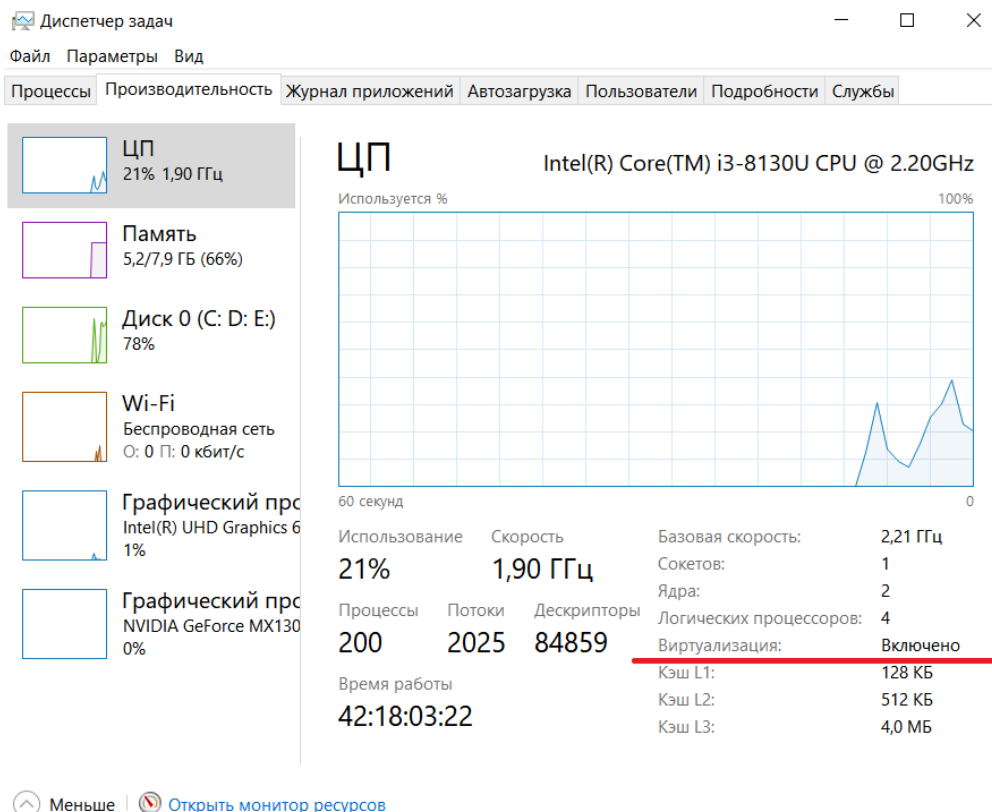 Диспетчер задач
Файл Параметры Вид
Процессы Производительность Журнал приложений Автозагрузка Пользователи Подробности Службы
ЦП
21% 1,90 ГГц
Память
5,2/7,9 ГБ (66%)
Диск 0 (C: D: E:)
78%
Wi-Fi
Беспроводная сеть
О: 0 П: 0 кбит/с
Графический прс
Intel(R) UHD Graphics 6
1%
Графический прс
NVIDIA GeForce MX130
0%
ЦП Intel(R) Core(TM) i3-8130U CPU @ 2.20GHz
Используется % 100%
60 секунд 0
Использование Скорость
21% 1,90 ГГц
Процессы Потоки Дескрипторы
200 2025 84859
Время работы
42:18:03:22
Базовая скорость: 2,21 ГГц
Сокетов: 1
Ядра: 2
Логических процессоров: 4
Виртуализация: Включено
Кэш L1: 128 КБ
Кэш L2: 512 КБ
Кэш L3: 4,0 МБ
Меньше Открыть монитор ресурсов